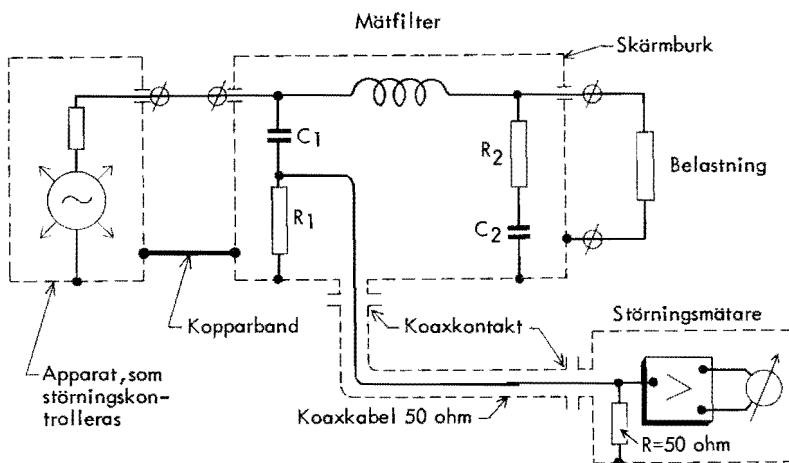 Mätfilter
Skärmburk
C1
R1
R2
C2
Belastning
Kopparband
Koaxkontakt
Störningsmätare
Apparat, som
störningskon-
trolleras
Koaxkabel 50 ohm
R=50 ohm